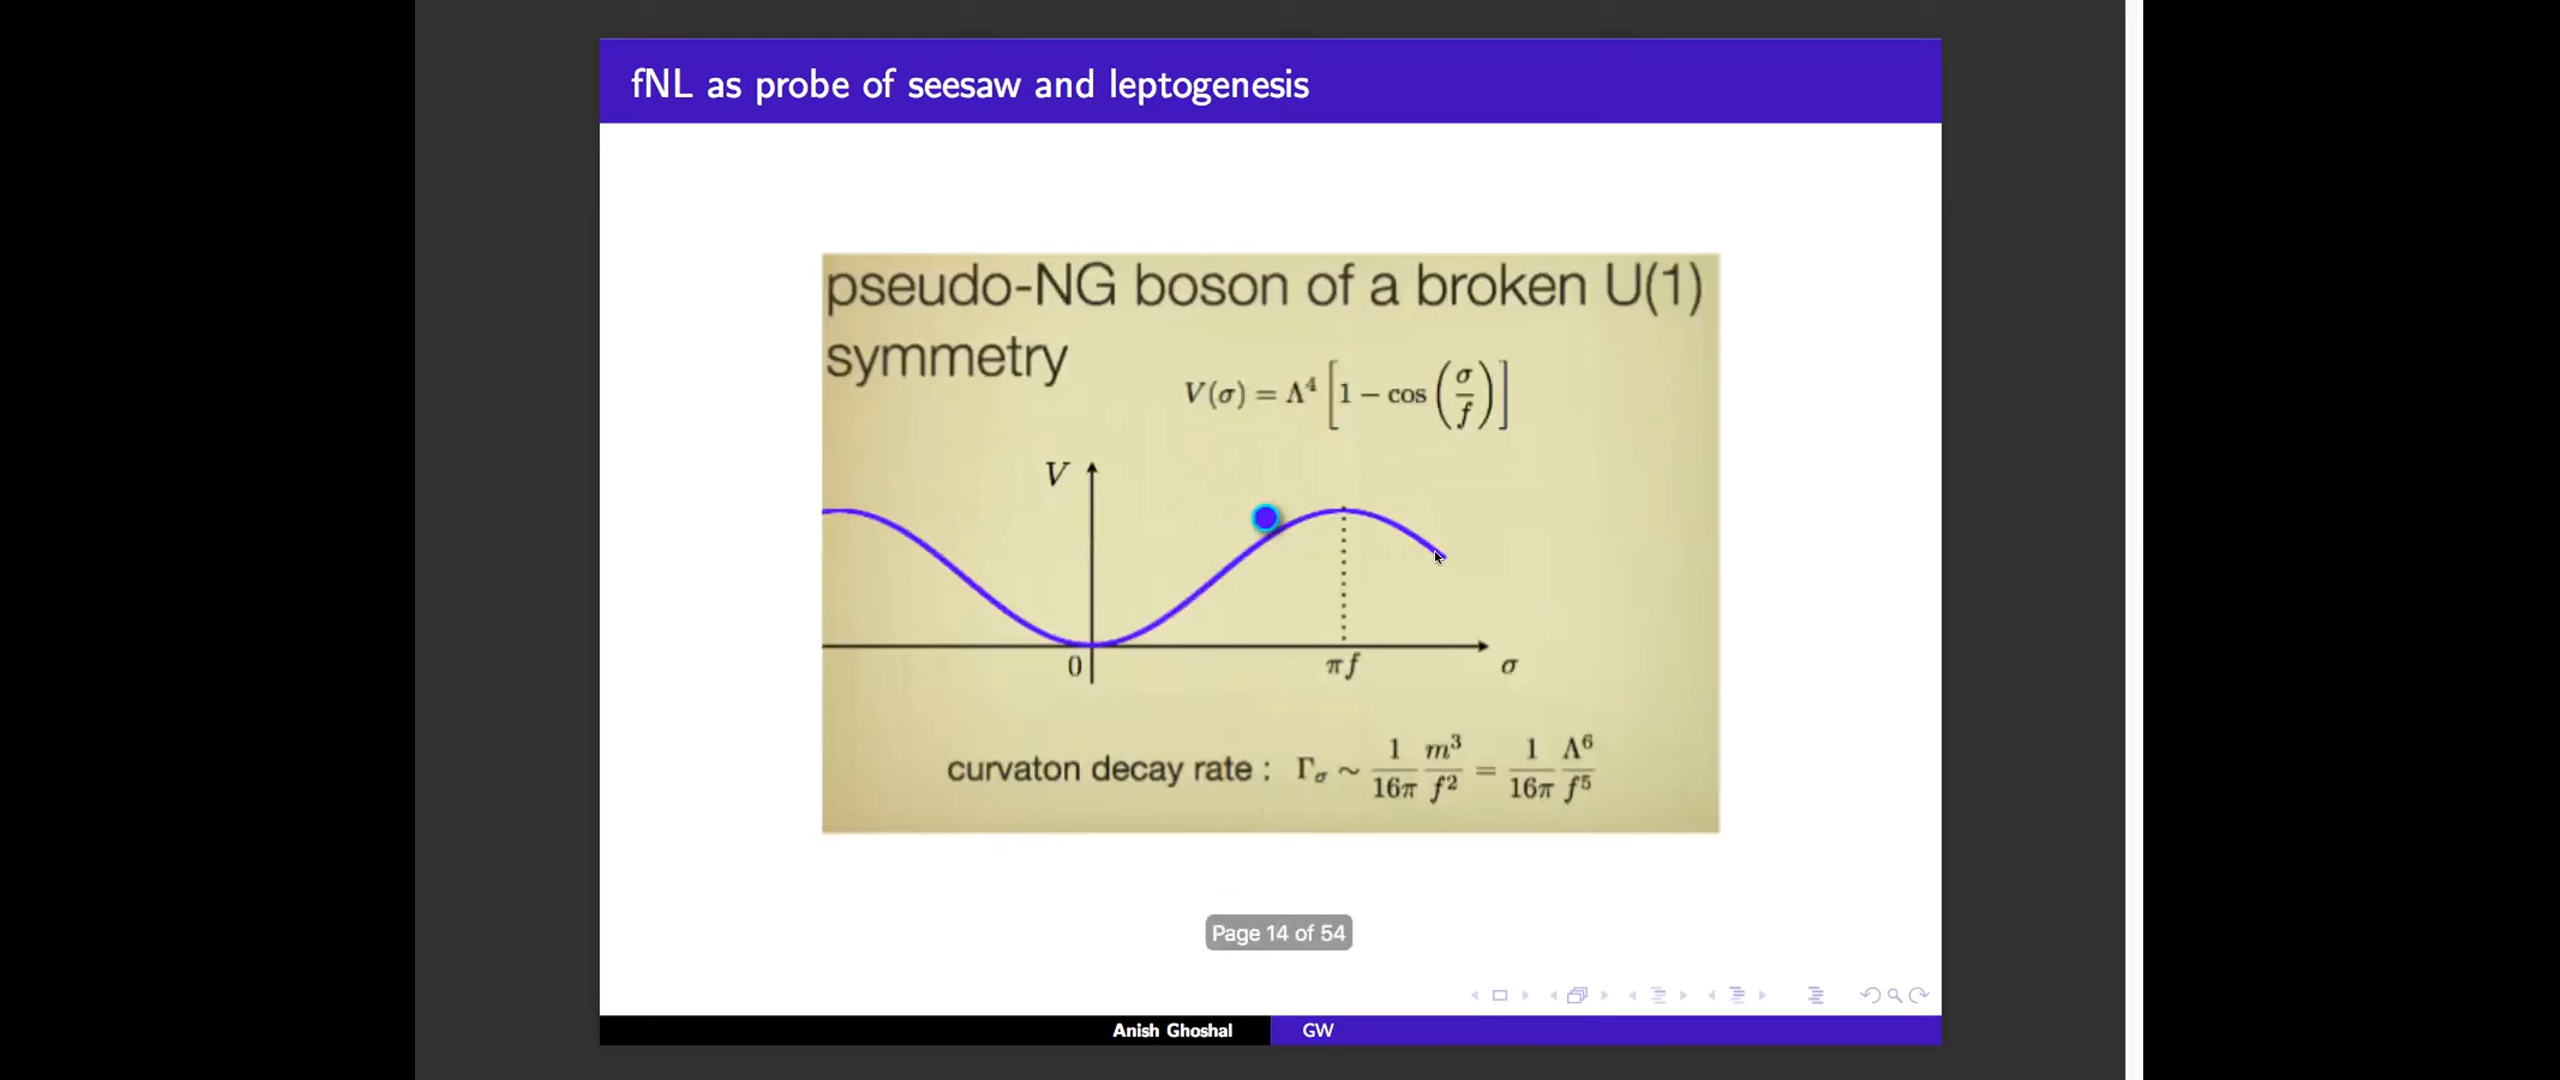 fNL as probe of seesaw and leptogenesis
pseudo-NG boson of a broken U(1)
symmetry
V(σ) = Λ⁴ [1 − cos (σ/f)]
V
0
πf
σ
curvaton decay rate : Γσ ∼ 1/16π m³/f² = 1/16π Λ⁶/f⁵
Page 14 of 54
Anish Ghoshal
GW